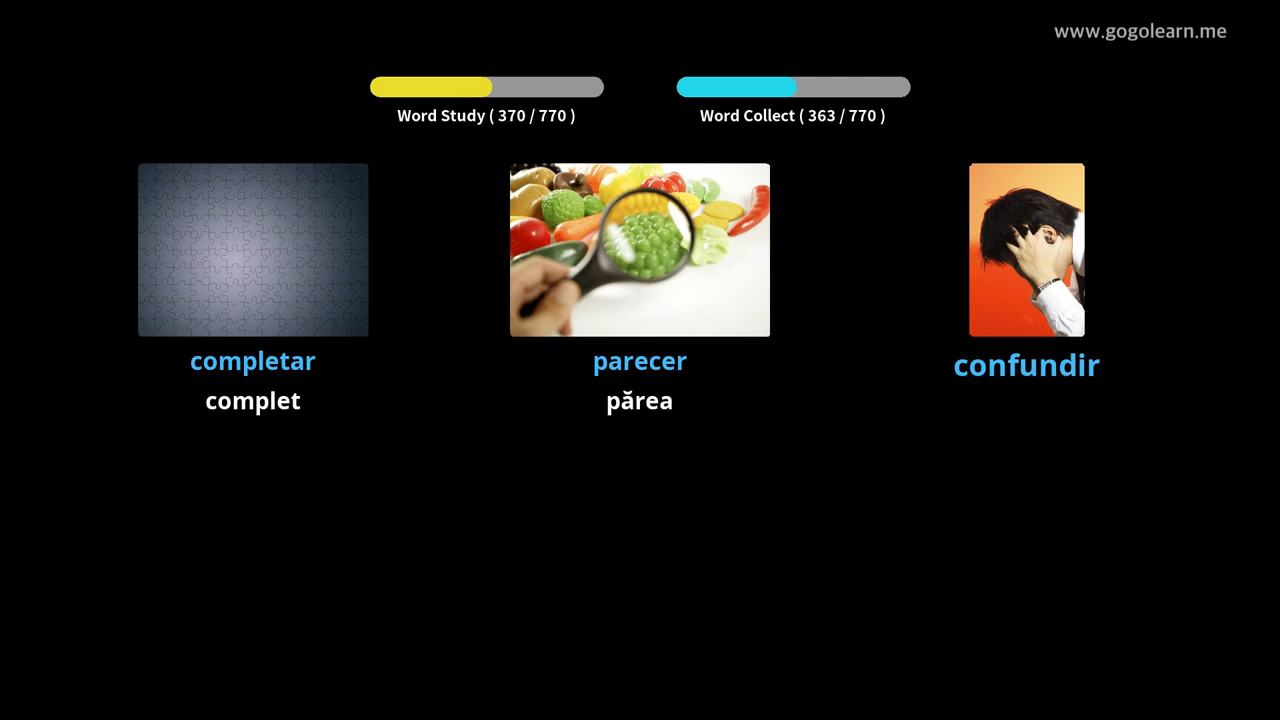 www.gogolearn.me
Word Study ( 370 / 770 )
Word Collect ( 363 / 770 )
completar
complet
parecer
părea
confundir